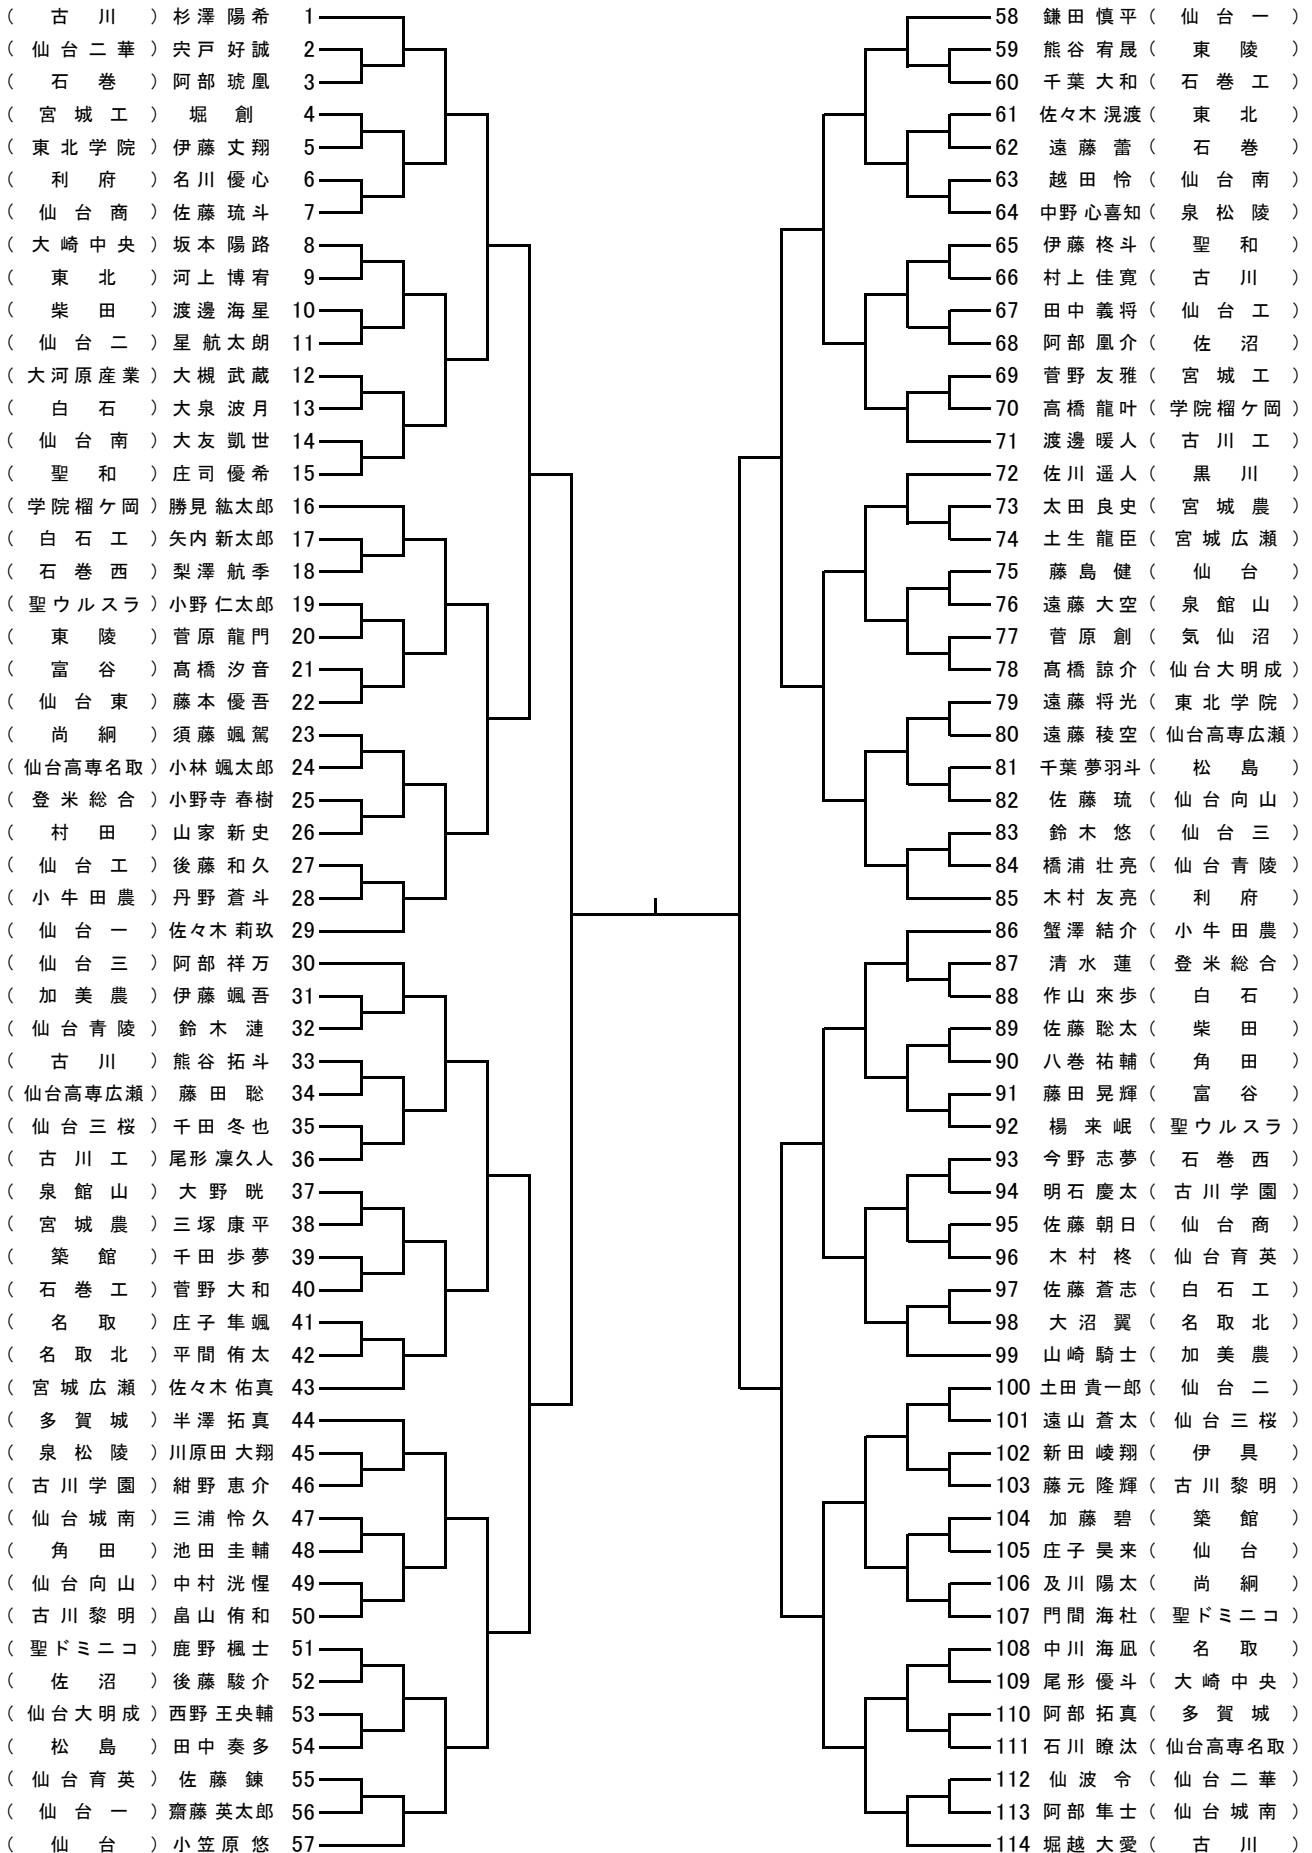 ( 古川 ) 杉澤 陽希 1
( 仙台二華 ) 宍戸 好誠 2
( 石巻 ) 阿部 琥凰 3
( 宮城工 ) 堀 創 4
( 東北学院 ) 伊藤 丈翔 5
( 利府 ) 名川 優心 6
( 仙台商 ) 佐藤 琉斗 7
( 大崎中央 ) 坂本 陽路 8
( 東北 ) 河上 博宥 9
( 柴田 ) 渡邊 海星 10
( 仙台二 ) 星 航太朗 11
( 大河原産業 ) 大槻 武蔵 12
( 白石 ) 大泉 波月 13
( 仙台南 ) 大友 凱世 14
( 聖和 ) 庄司 優希 15
( 学院榴ケ岡 ) 勝見 紘太郎 16
( 白石工 ) 矢内 新太郎 17
( 石巻西 ) 梨澤 航季 18
( 聖ウルスラ ) 小野 仁太郎 19
( 東陵 ) 菅原 龍門 20
( 富谷 ) 髙橋 汐音 21
( 仙台東 ) 藤本 優吾 22
( 尚絅 ) 須藤 颯駕 23
( 仙台高専名取 ) 小林 颯太郎 24
( 登米総合 ) 小野寺 春樹 25
( 村田 ) 山家 新史 26
( 仙台工 ) 後藤 和久 27
( 小牛田農 ) 丹野 蒼斗 28
( 仙台一 ) 佐々木 莉玖 29
( 仙台三 ) 阿部 祥万 30
( 加美農 ) 伊藤 颯吾 31
( 仙台青陵 ) 鈴木 漣 32
( 古川 ) 熊谷 拓斗 33
( 仙台高専広瀬 ) 藤田 聡 34
( 仙台三桜 ) 千田 冬也 35
( 古川工 ) 尾形 凜久人 36
( 泉館山 ) 大野 晄 37
( 宮城農 ) 三塚 康平 38
( 築館 ) 千田 歩夢 39
( 石巻工 ) 菅野 大和 40
( 名取 ) 庄子 隼颯 41
( 名取北 ) 平間 侑太 42
( 宮城広瀬 ) 佐々木 佑真 43
( 多賀城 ) 半澤 拓真 44
( 泉松陵 ) 川原田 大翔 45
( 古川学園 ) 紺野 恵介 46
( 仙台城南 ) 三浦 怜久 47
( 角田 ) 池田 圭輔 48
( 仙台向山 ) 中村 洸惺 49
( 古川黎明 ) 畠山 侑和 50
( 聖ドミニコ ) 鹿野 楓士 51
( 佐沼 ) 後藤 駿介 52
( 仙台大明成 ) 西野 王央輔 53
( 松島 ) 田中 奏多 54
( 仙台育英 ) 佐藤 錬 55
( 仙台一 ) 齋藤 英太郎 56
( 仙台 ) 小笠原 悠 57
58 鎌田 慎平 ( 仙台一 )
59 熊谷 宥晟 ( 東陵 )
60 千葉 大和 ( 石巻工 )
61 佐々木 滉渡 ( 東北 )
62 遠藤 蕾 ( 石巻 )
63 越田 怜 ( 仙台南 )
64 中野 心喜知 ( 泉松陵 )
65 伊藤 柊斗 ( 聖和 )
66 村上 佳寛 ( 古川 )
67 田中 義将 ( 仙台工 )
68 阿部 凰介 ( 佐沼 )
69 菅野 友雅 ( 宮城工 )
70 高橋 龍叶 ( 学院榴ケ岡 )
71 渡邊 暖人 ( 古川工 )
72 佐川 遥人 ( 黒川 )
73 太田 良史 ( 宮城農 )
74 土生 龍臣 ( 宮城広瀬 )
75 藤島 健 ( 仙台 )
76 遠藤 大空 ( 泉館山 )
77 菅原 創 ( 気仙沼 )
78 髙橋 諒介 ( 仙台大明成 )
79 遠藤 将光 ( 東北学院 )
80 遠藤 稜空 ( 仙台高専広瀬 )
81 千葉 夢羽斗 ( 松島 )
82 佐藤 琉 ( 仙台向山 )
83 鈴木 悠 ( 仙台三 )
84 橋浦 壮亮 ( 仙台青陵 )
85 木村 友亮 ( 利府 )
86 蟹澤 結介 ( 小牛田農 )
87 清水 蓮 ( 登米総合 )
88 作山 來歩 ( 白石 )
89 佐藤 聡太 ( 柴田 )
90 八巻 祐輔 ( 角田 )
91 藤田 晃輝 ( 富谷 )
92 楊 来岷 ( 聖ウルスラ )
93 今野 志夢 ( 石巻西 )
94 明石 慶太 ( 古川学園 )
95 佐藤 朝日 ( 仙台商 )
96 木村 柊 ( 仙台育英 )
97 佐藤 蒼志 ( 白石工 )
98 大沼 翼 ( 名取北 )
99 山崎 騎士 ( 加美農 )
100 土田 貴一郎 ( 仙台二 )
101 遠山 蒼太 ( 仙台三桜 )
102 新田 崚翔 ( 伊具 )
103 藤元 隆輝 ( 古川黎明 )
104 加藤 碧 ( 築館 )
105 庄子 昊来 ( 仙台 )
106 及川 陽太 ( 尚絅 )
107 門間 海杜 ( 聖ドミニコ )
108 中川 海凪 ( 名取 )
109 尾形 優斗 ( 大崎中央 )
110 阿部 拓真 ( 多賀城 )
111 石川 瞭汰 ( 仙台高専名取 )
112 仙波 令 ( 仙台二華 )
113 阿部 隼士 ( 仙台城南 )
114 堀越 大愛 ( 古川 )